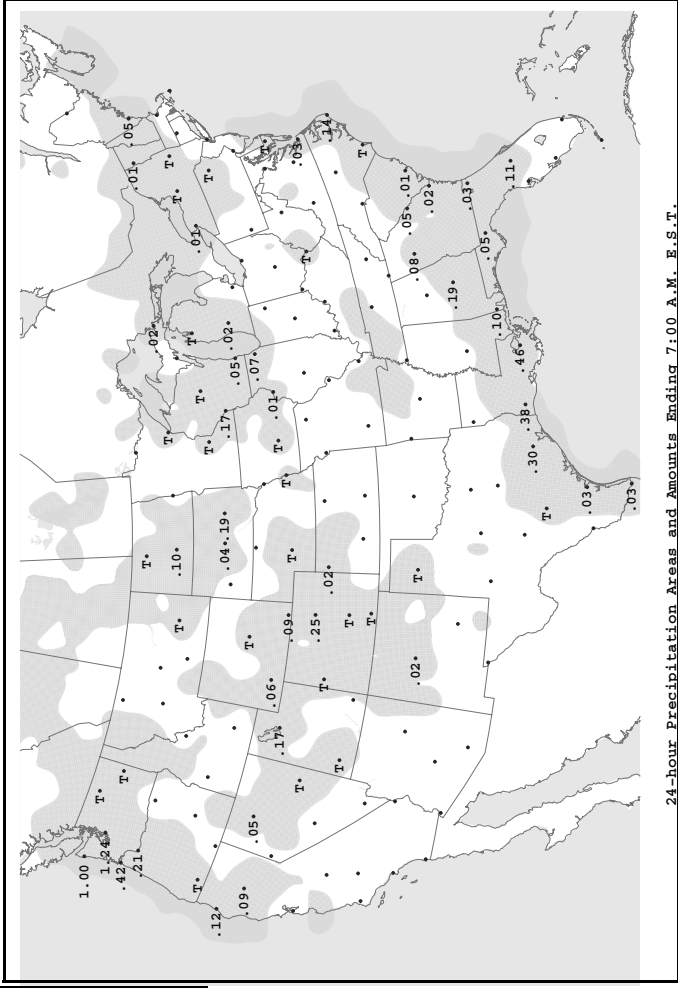 1.00
T
1.24
.42
T
.21
.05
.01
T
.02
T
T
.10
T
T
T
.01
T
T
T
T
.12
.04 .19
.17
.02
.05
.09
T
.05
.07
T
.06
.01
T
.17
T
.09
T
.03
T
T
.25
T
.14
.02
T
T
T
T
.01
.05
.08
.02
T
.02
.19
.03
.05
.10
.11
.46
.38
.30
T
.03
.03
24-hour Precipitation Areas and Amounts Ending 7:00 A.M. E.S.T.